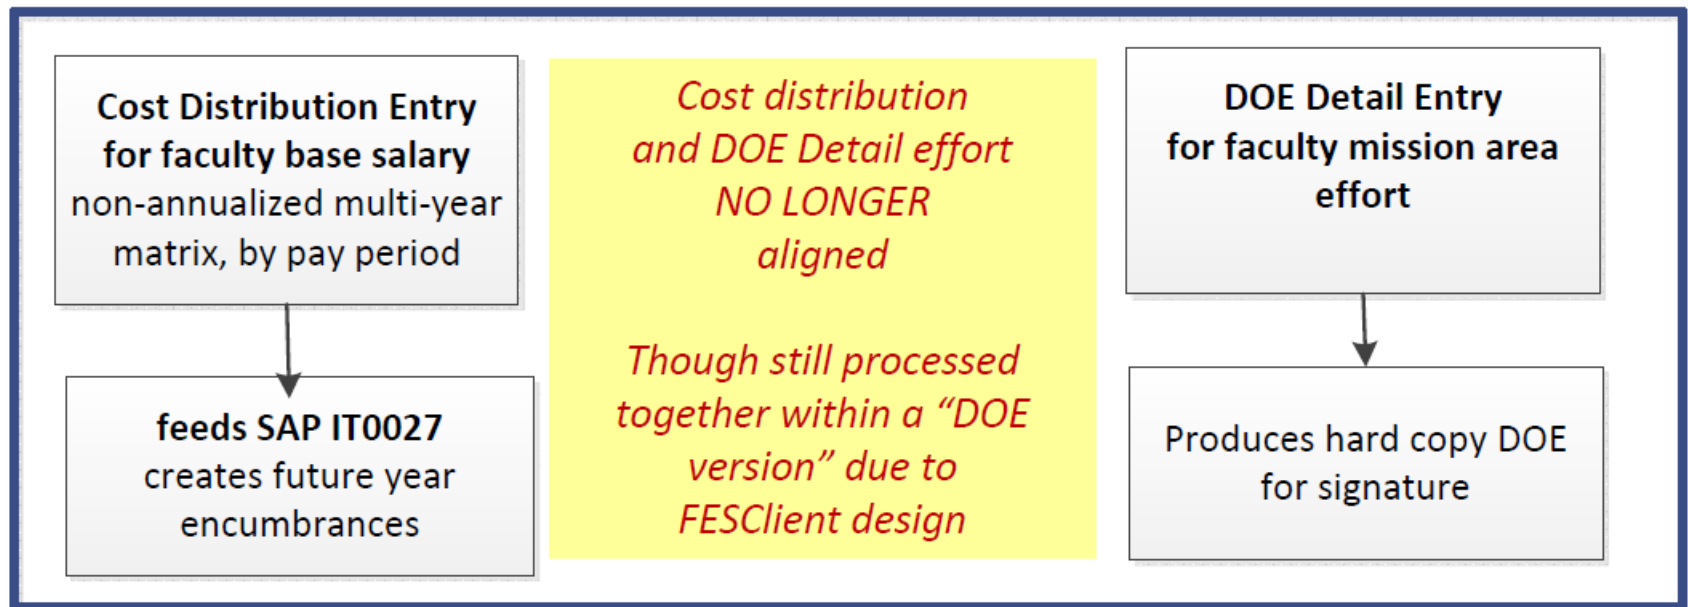 Cost Distribution Entry
for faculty base salary
non-annualized multi-year
matrix, by pay period
feeds SAP IT0027
creates future year
encumbrances
Cost distribution
and DOE Detail effort
NO LONGER
aligned
Though still processed
together within a “DOE
version” due to
FESClient design
DOE Detail Entry
for faculty mission area
effort
Produces hard copy DOE
for signature